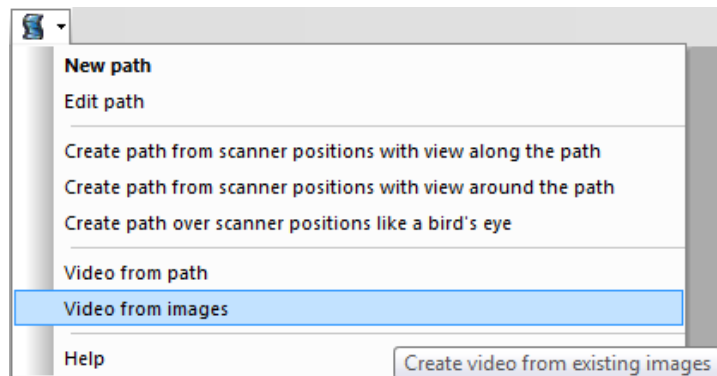 New path
Edit path
Create path from scanner positions with view along the path
Create path from scanner positions with view around the path
Create path over scanner positions like a bird's eye
Video from path
Video from images
Help
Create video from existing images